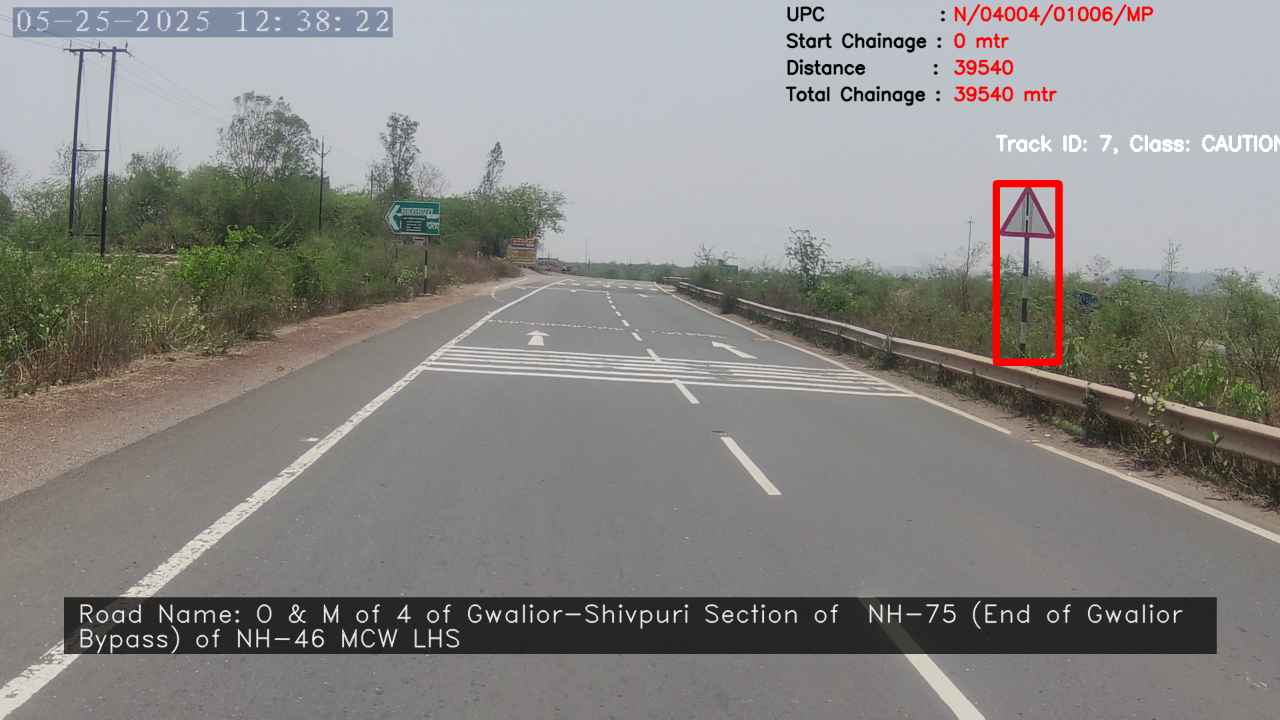 05-25-2025 12:38:22
UPC : N/04004/01006/MP
Start Chainage : 0 mtr
Distance : 39540
Total Chainage : 39540 mtr
Track ID: 7, Class: CAUTION
Road Name: O & M of 4 of Gwalior-Shivpuri Section of NH-75 (End of Gwalior
Bypass) of NH-46 MCW LHS